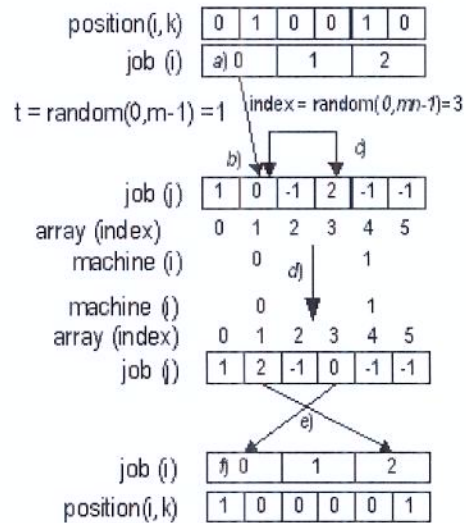 position(i,k) 0 1 0 0 1 0
job (i) a) 0 1 2
t = random(0,m-1) =1 index = random(0,mn-1)=3
b) c)
job (j) 1 0 -1 2 -1 -1
array (index) 0 1 2 3 4 5
machine (i) 0 1
d)
machine (i) 0 1
array (index) 0 1 2 3 4 5
job (j) 1 2 -1 0 -1 -1
e)
job (i) f) 0 1 2
position(i,k) 1 0 0 0 0 1